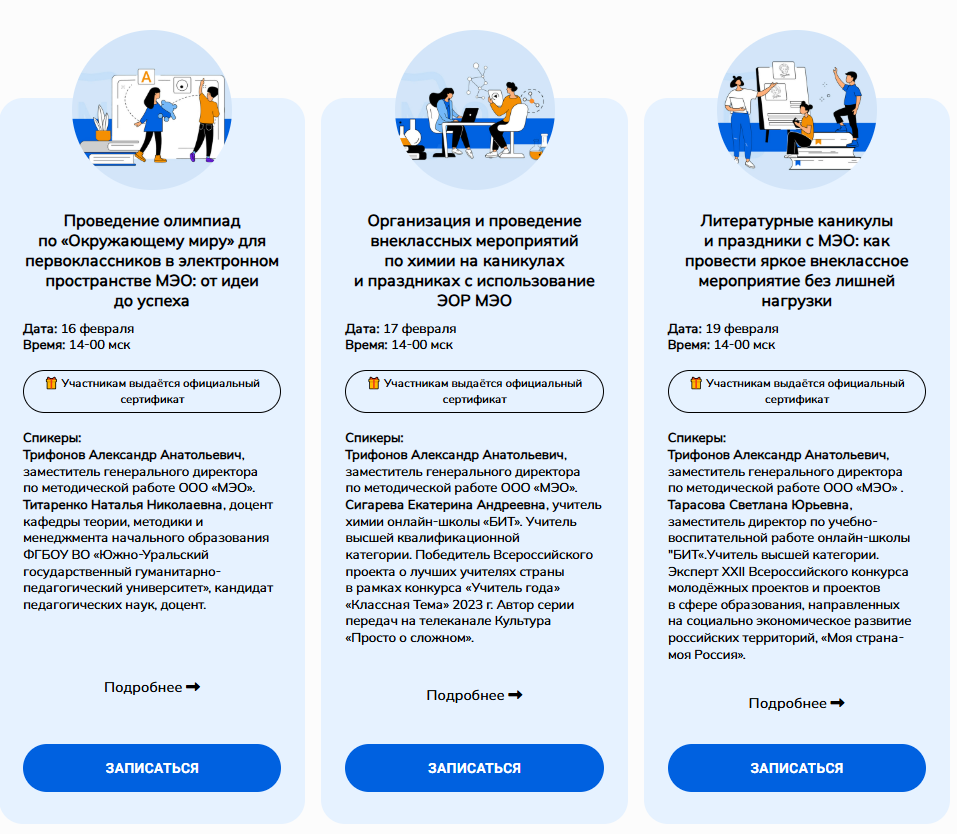 A
Проведение олимпиад
по «Окружающему миру» для
первоклассников в электронном
пространстве МЭО: от идеи
до успеха
Дата: 16 февраля
Время: 14-00 мск
Участникам выдаётся официальный
сертификат
Спикеры:
Трифонов Александр Анатольевич,
заместитель генерального директора
по методической работе ООО «МЭО».
Титаренко Наталья Николаевна, доцент
кафедры теории, методики и
менеджмента начального образования
ФГБОУ ВО «Южно-Уральский
государственный гуманитарно-
педагогический университет», кандидат
педагогических наук, доцент.
Подробнее
ЗАПИСАТЬСЯ
Организация и проведение
внеклассных мероприятий
по химии на каникулах
и праздниках с использование
ЭОР МЭО
Дата: 17 февраля
Время: 14-00 мск
Участникам выдаётся официальный
сертификат
Спикеры:
Трифонов Александр Анатольевич,
заместитель генерального директора
по методической работе ООО «МЭО».
Сигарева Екатерина Андреевна, учитель
химии онлайн-школы «БИТ». Учитель
высшей квалификационной
категории. Победитель Всероссийского
проекта о лучших учителях страны
в рамках конкурса «Учитель года»
«Классная Тема» 2023 г. Автор серии
передач на телеканале Культура
«Просто о сложном».
Подробнее
ЗАПИСАТЬСЯ
Литературные каникулы
и праздники с МЭО: как
провести яркое внеклассное
мероприятие без лишней
нагрузки
Дата: 19 февраля
Время: 14-00 мск
Участникам выдаётся официальный
сертификат
Спикеры:
Трифонов Александр Анатольевич,
заместитель генерального директора
по методической работе ООО «МЭО» .
Тарасова Светлана Юрьевна,
заместитель директор по учебно-
воспитательной работе онлайн-школы
"БИТ«.Учитель высшей категории.
Эксперт XXII Всероссийского конкурса
молодёжных проектов и проектов
в сфере образования, направленных
на социально экономическое развитие
российских территорий, «Моя страна-
моя Россия».
Подробнее
ЗАПИСАТЬСЯ